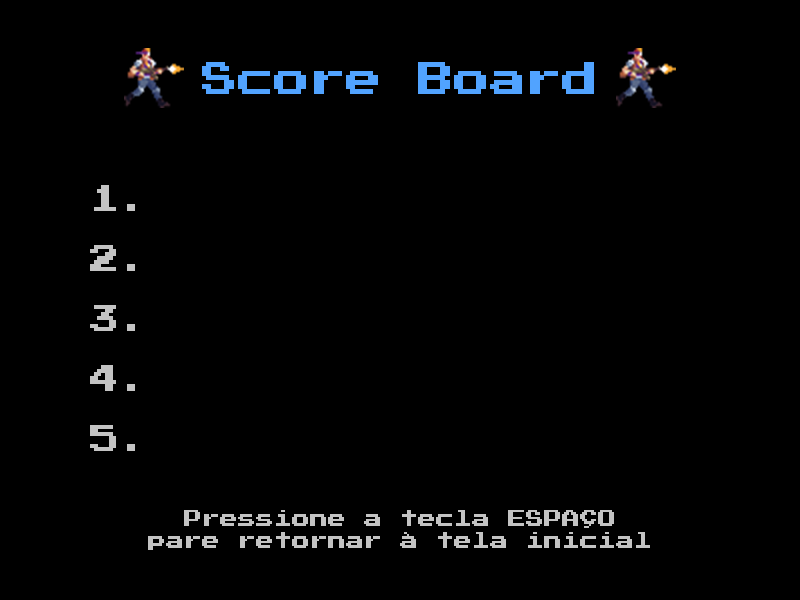 Score Board
1.
2.
3.
4.
5.
Pressione a tecla ESPAÇO
pare retornar à tela inicial